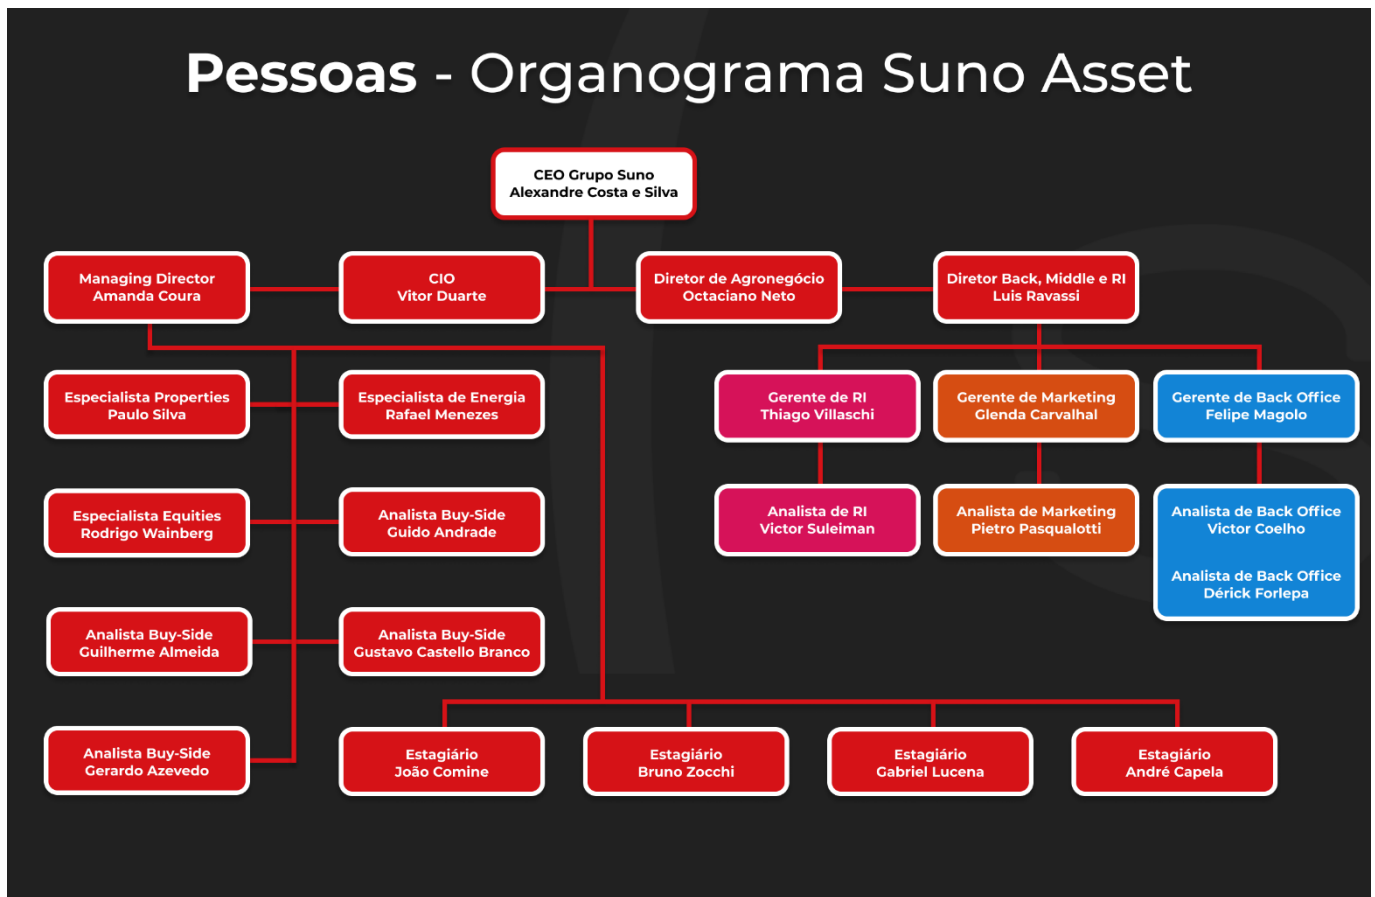 Pessoas - Organograma Suno Asset
CEO Grupo Suno
Alexandre Costa e Silva
Managing Director
Amanda Coura
CIO
Vitor Duarte
Diretor de Agronegócio
Octaciano Neto
Diretor Back, Middle e RI
Luis Ravassi
Especialista Properties
Paulo Silva
Especialista de Energia
Rafael Menezes
Gerente de RI
Thiago Villaschi
Gerente de Marketing
Glenda Carvalhal
Gerente de Back Office
Felipe Magolo
Especialista Equities
Rodrigo Wainberg
Analista Buy-Side
Guido Andrade
Analista de RI
Victor Suleiman
Analista de Marketing
Pietro Pasqualotti
Analista de Back Office
Victor Coelho
Analista de Back Office
Dérick Forlepa
Analista Buy-Side
Guilherme Almeida
Analista Buy-Side
Gustavo Castello Branco
Analista Buy-Side
Gerardo Azevedo
Estagiário
João Comine
Estagiário
Bruno Zocchi
Estagiário
Gabriel Lucena
Estagiário
André Capela